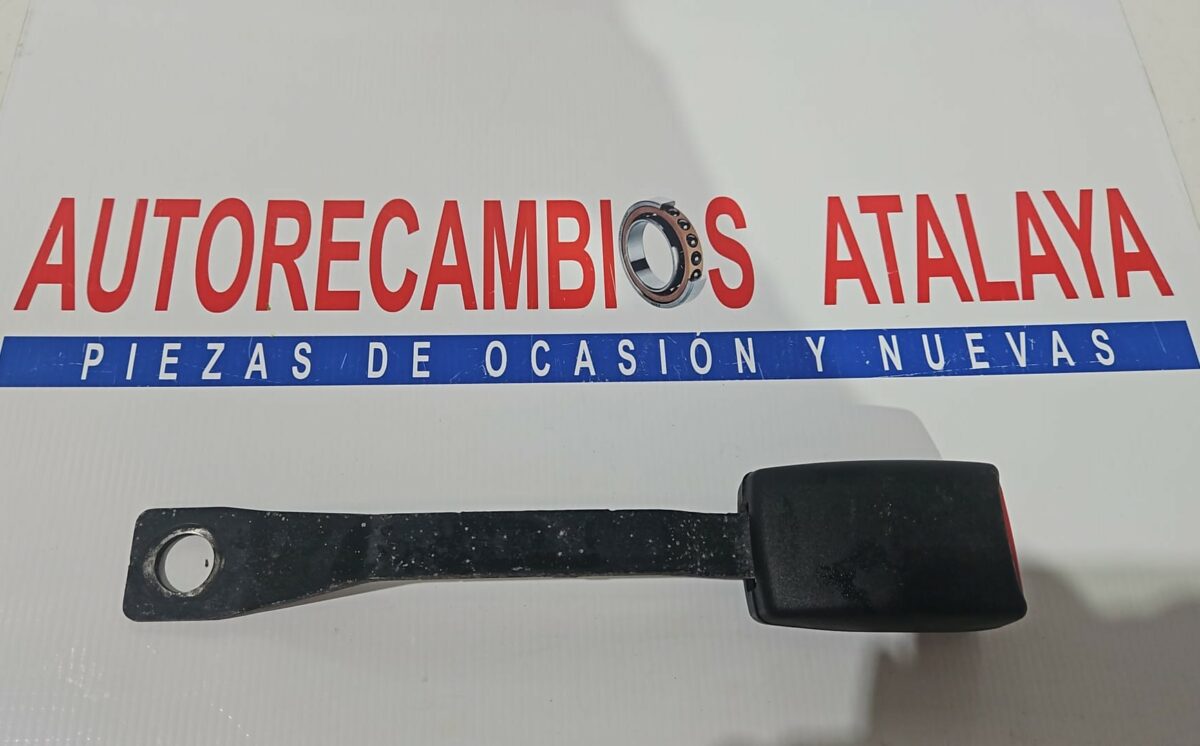 AUTORECAMBIOS ATALAYA
PIEZAS DE OCASIÓN Y NUEVAS